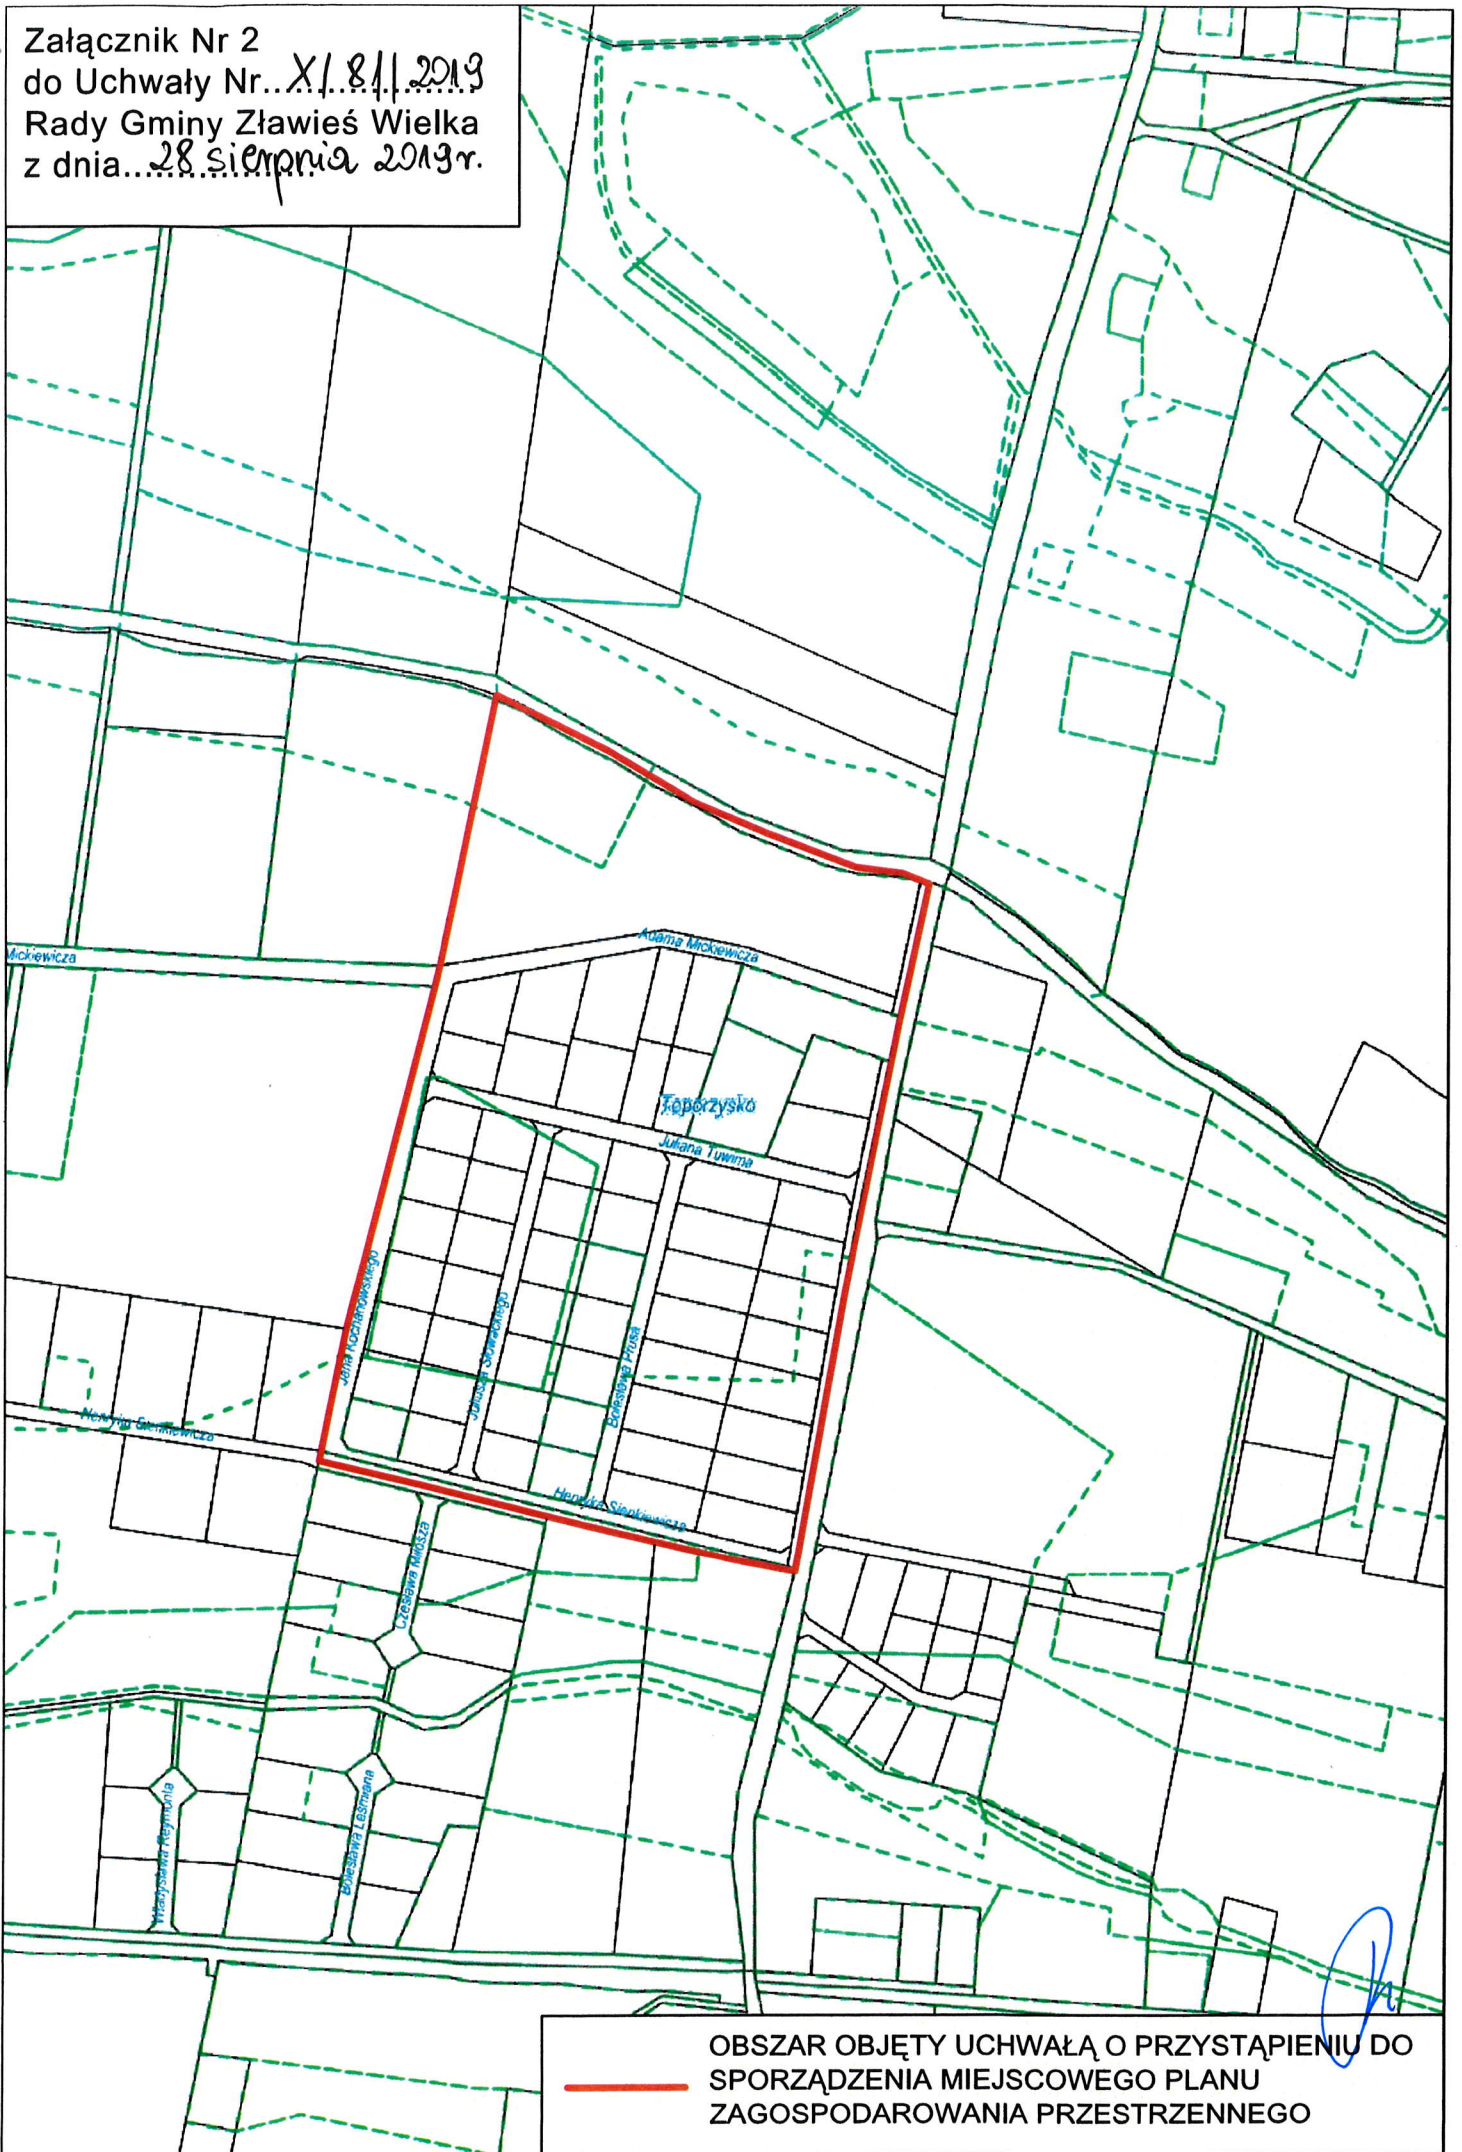 Załącznik Nr 2
do Uchwały Nr...X/81/2019
Rady Gminy Zławieś Wielka
z dnia...28 sierpnia 2019r.
Adama Mickiewicza
Mickiewicza
Toporzysko
Juliana Tuwima
Jana Kochanowskiego
Juliusza Słowackiego
Bolesława Prusa
Henryka Sienkiewicza
Henryka Sienkiewicza
Czesława Miłosza
Władysława Reymonta
Bolesława Leśmiana
OBSZAR OBJĘTY UCHWAŁĄ O PRZYSTĄPIENIU DO
SPORZĄDZENIA MIEJSCOWEGO PLANU
ZAGOSPODAROWANIA PRZESTRZENNEGO